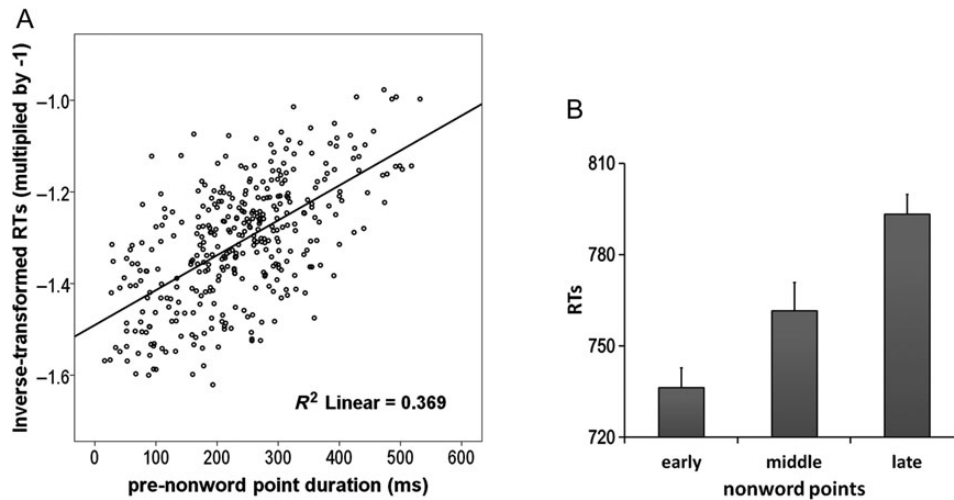 A
Inverse-transformed RTs (multiplied by -1)
–1.0
–1.2
–1.3
–1.4
–1.6
R² Linear = 0.369
0 100 200 300 400 500 600
pre-nonword point duration (ms)
B
RTs
810
780
750
720
early middle late
nonword points